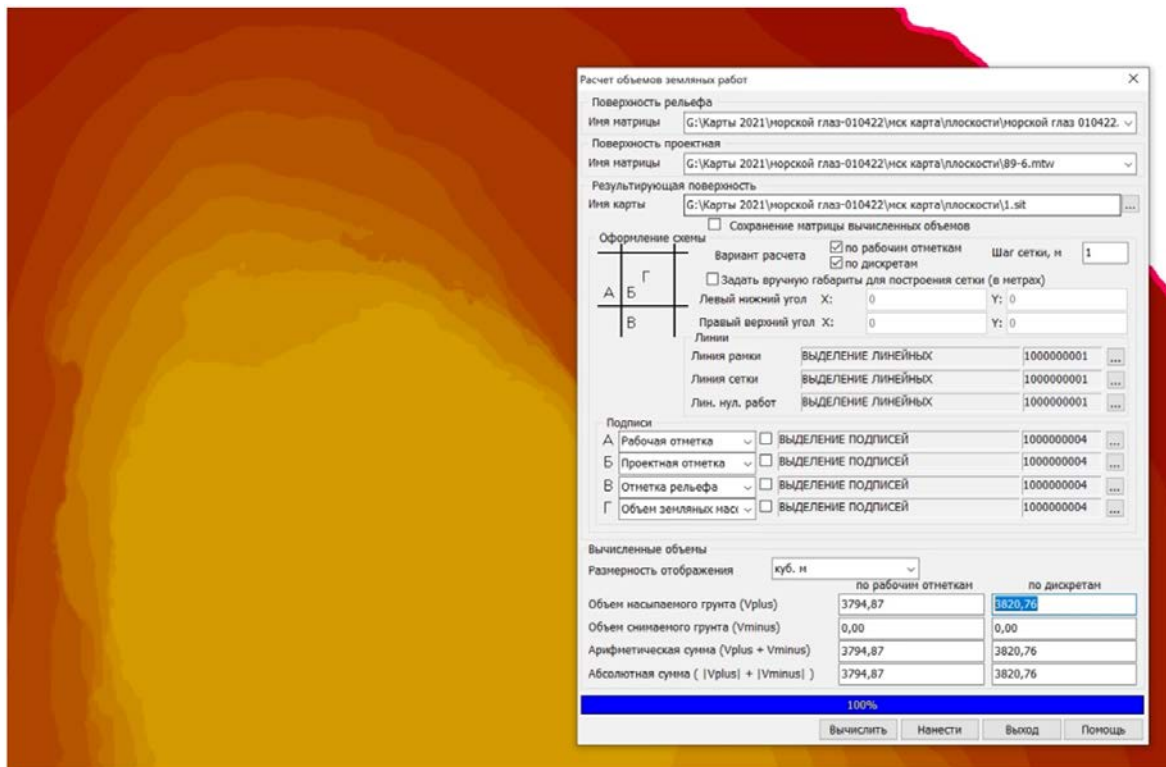 Расчет объемов земляных работ
Поверхность рельефа
Имя матрицы G:\Карты 2021\морской глаз-010422\мск карта\плоскости\морской глаз 010422.
Поверхность проектная
Имя матрицы G:\Карты 2021\морской глаз-010422\мск карта\плоскости\89-6.mtw
Результирующая поверхность
Имя карты G:\Карты 2021\морской глаз-010422\мск карта\плоскости\1.sit ...
Сохранение матрицы вычисленных объемов
Оформление схемы
Вариант расчета по рабочим отметкам Шаг сетки, м 1
по дискретам
Задать вручную габариты для построения сетки (в метрах)
Г
А Б
В
Левый нижний угол X: 0 Y: 0
Правый верхний угол X: 0 Y: 0
Линии
Линия рамки ВЫДЕЛЕНИЕ ЛИНЕЙНЫХ 1000000001 ...
Линия сетки ВЫДЕЛЕНИЕ ЛИНЕЙНЫХ 1000000001 ...
Лин. нул. работ ВЫДЕЛЕНИЕ ЛИНЕЙНЫХ 1000000001 ...
Подписи
А Рабочая отметка ВЫДЕЛЕНИЕ ПОДПИСЕЙ 1000000004 ...
Б Проектная отметка ВЫДЕЛЕНИЕ ПОДПИСЕЙ 1000000004 ...
В Отметка рельефа ВЫДЕЛЕНИЕ ПОДПИСЕЙ 1000000004 ...
Г Объем земляных масс ВЫДЕЛЕНИЕ ПОДПИСЕЙ 1000000004 ...
Вычисленные объемы
Размерность отображения куб. м
по рабочим отметкам по дискретам
Объем насыпаемого грунта (Vplus) 3794,87 3820,76
Объем снимаемого грунта (Vminus) 0,00 0,00
Арифметическая сумма (Vplus + Vminus) 3794,87 3820,76
Абсолютная сумма ( |Vplus| + |Vminus| ) 3794,87 3820,76
100%
Вычислить Нанести Выход Помощь